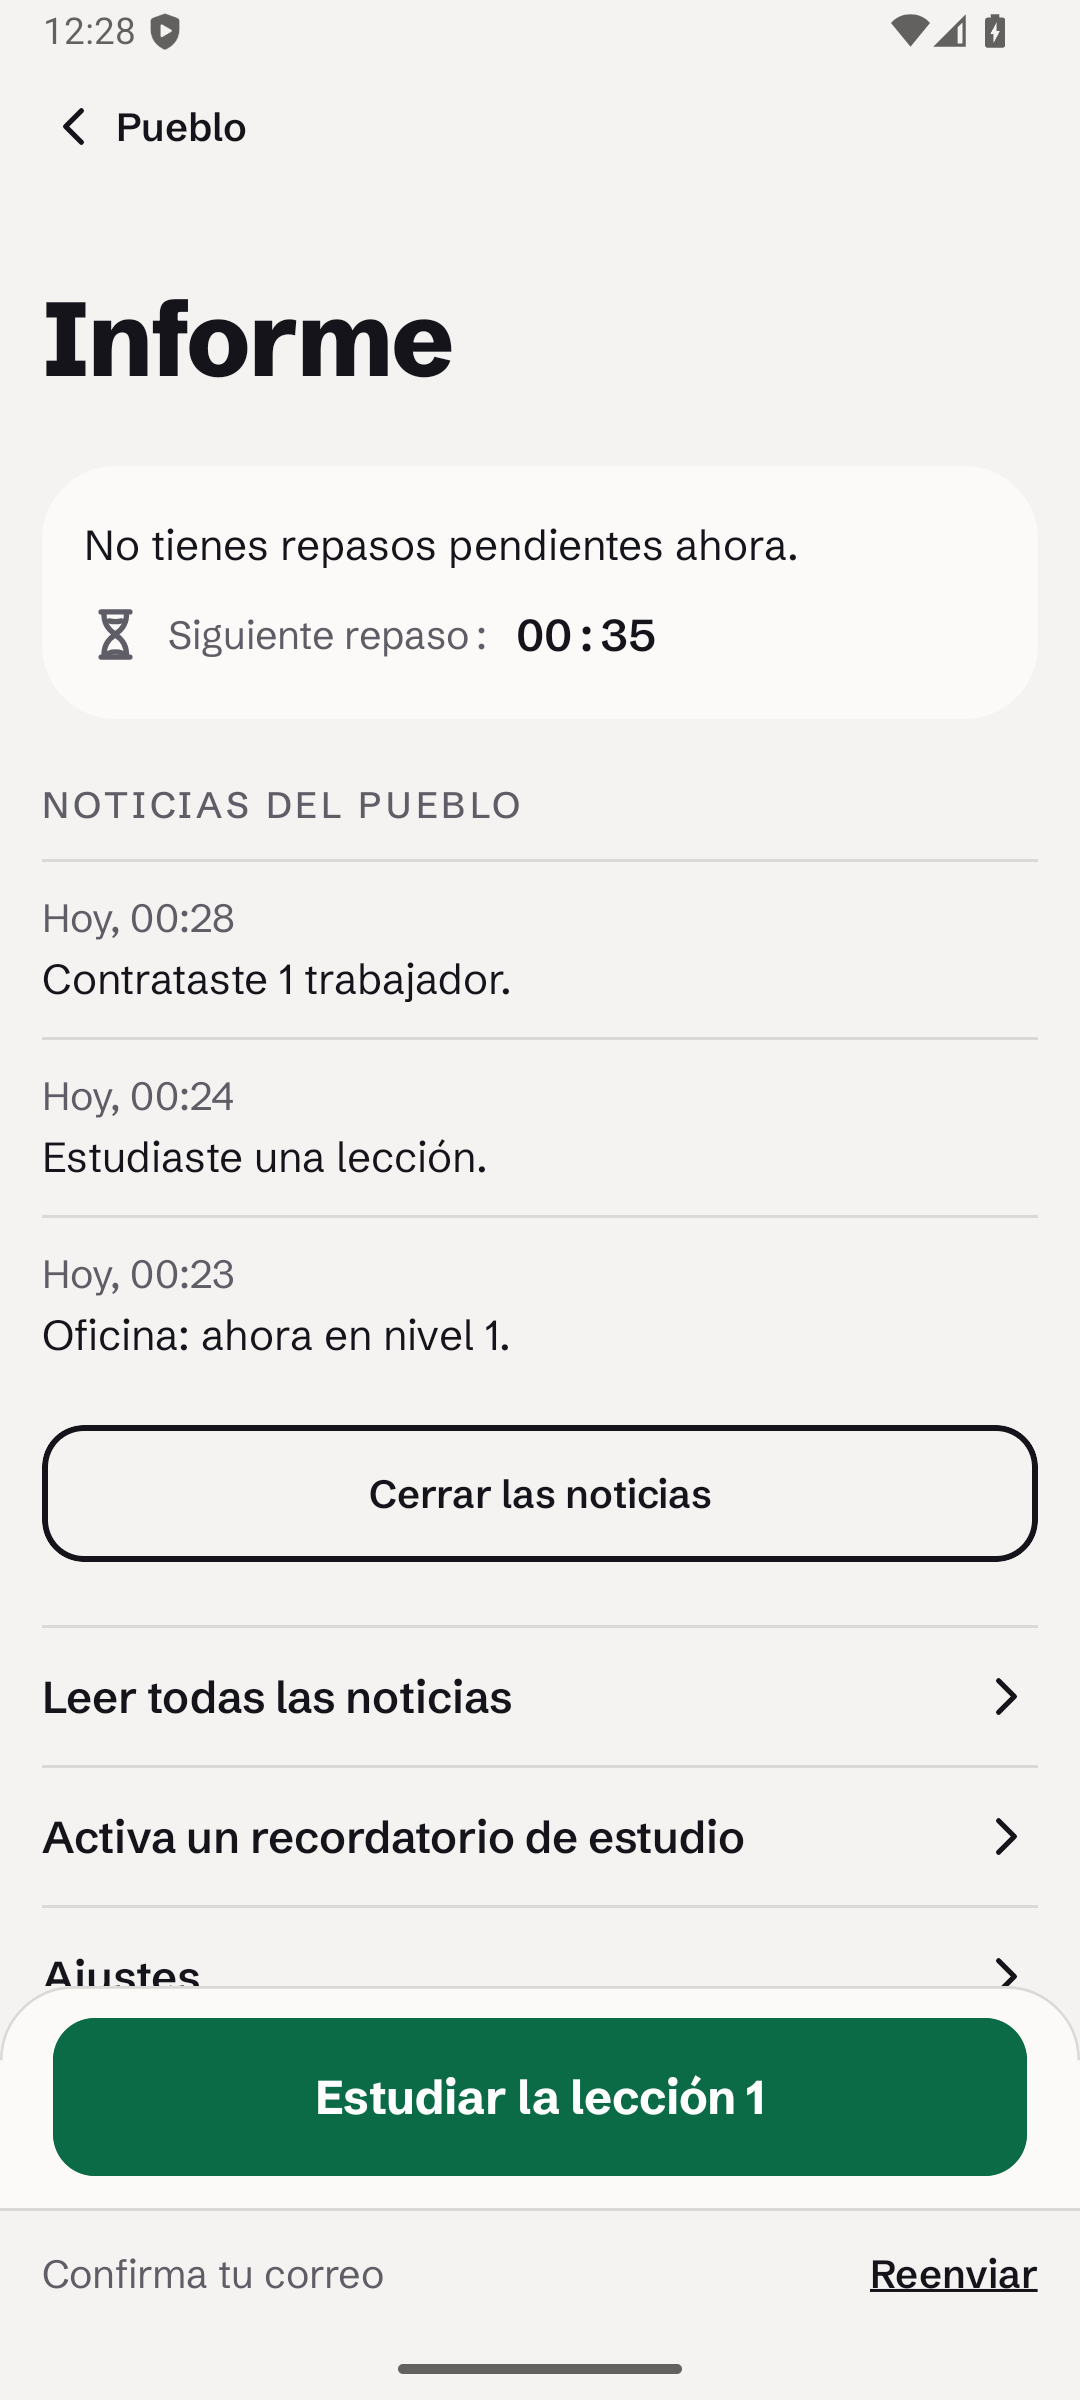 12:28
Pueblo
Informe
No tienes repasos pendientes ahora.
Siguiente repaso: 00:35
NOTICIAS DEL PUEBLO
Hoy, 00:28
Contrataste 1 trabajador.
Hoy, 00:24
Estudiaste una lección.
Hoy, 00:23
Oficina: ahora en nivel 1.
Cerrar las noticias
Leer todas las noticias
Activa un recordatorio de estudio
Ajustes
Estudiar la lección 1
Confirma tu correo
Reenviar